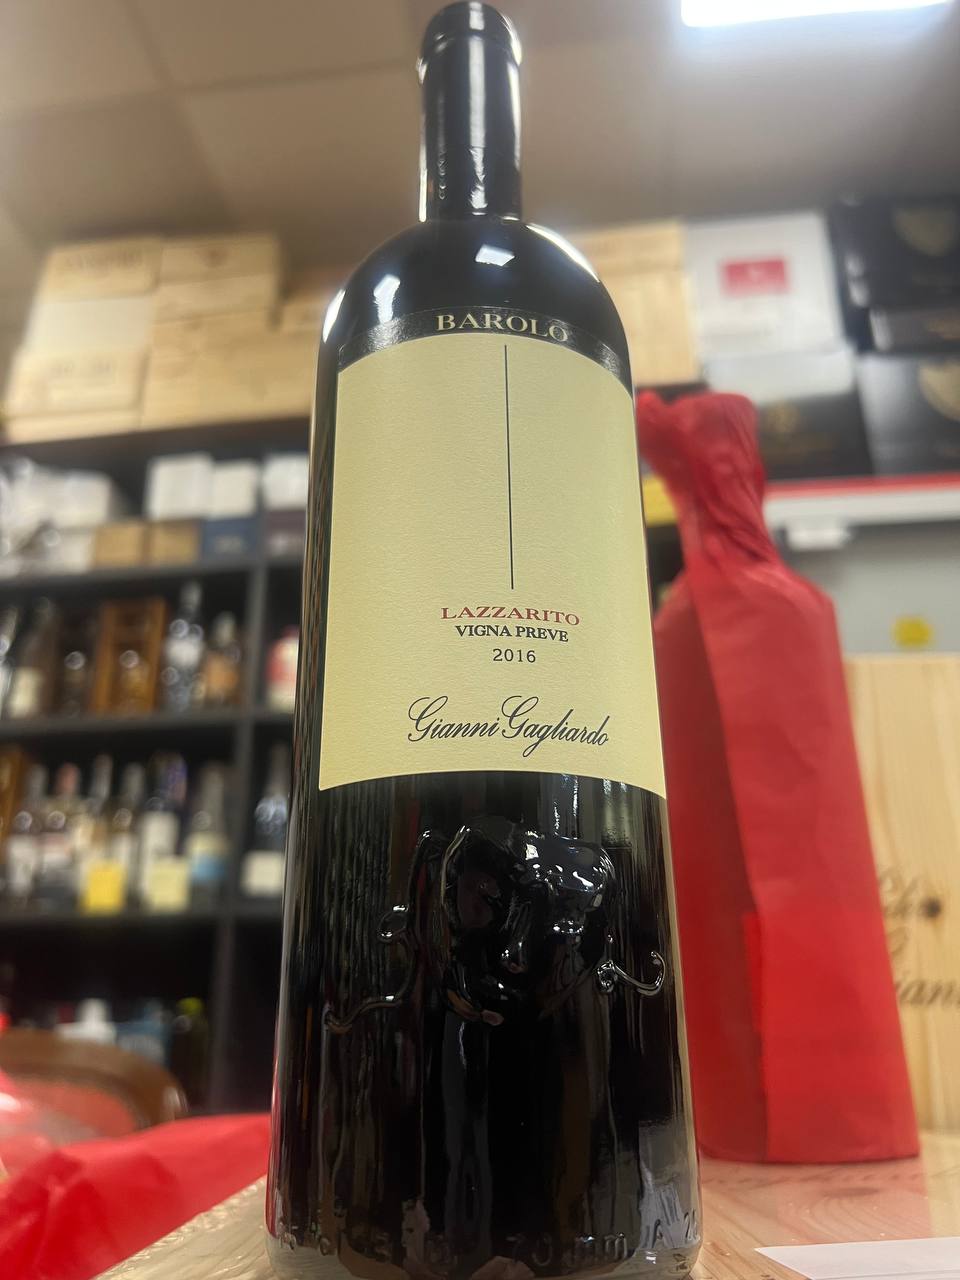 BAROLO
LAZZARITO
VIGNA PREVE
2016
Gianni Gagliardo